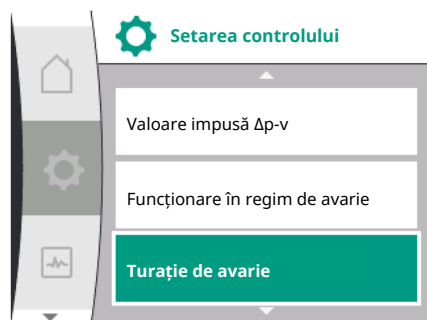 Setarea controlului
Valoare impusă Δp-v
Funcționare în regim de avarie
Turație de avarie